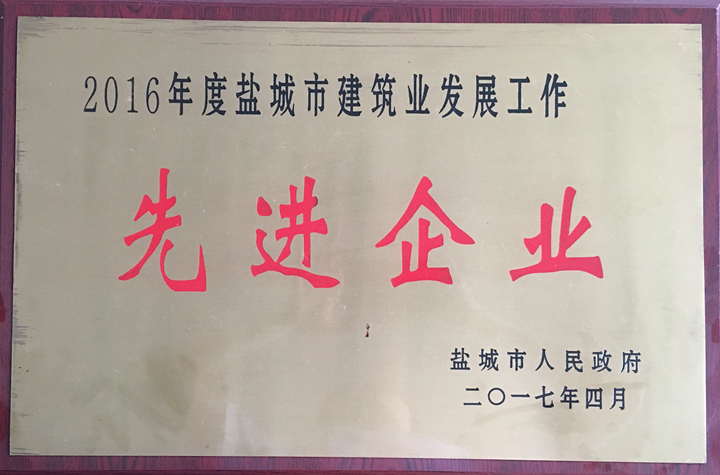 2016年度盐城市建筑业发展工作
先进企业
盐城市人民政府
二〇一七年四月